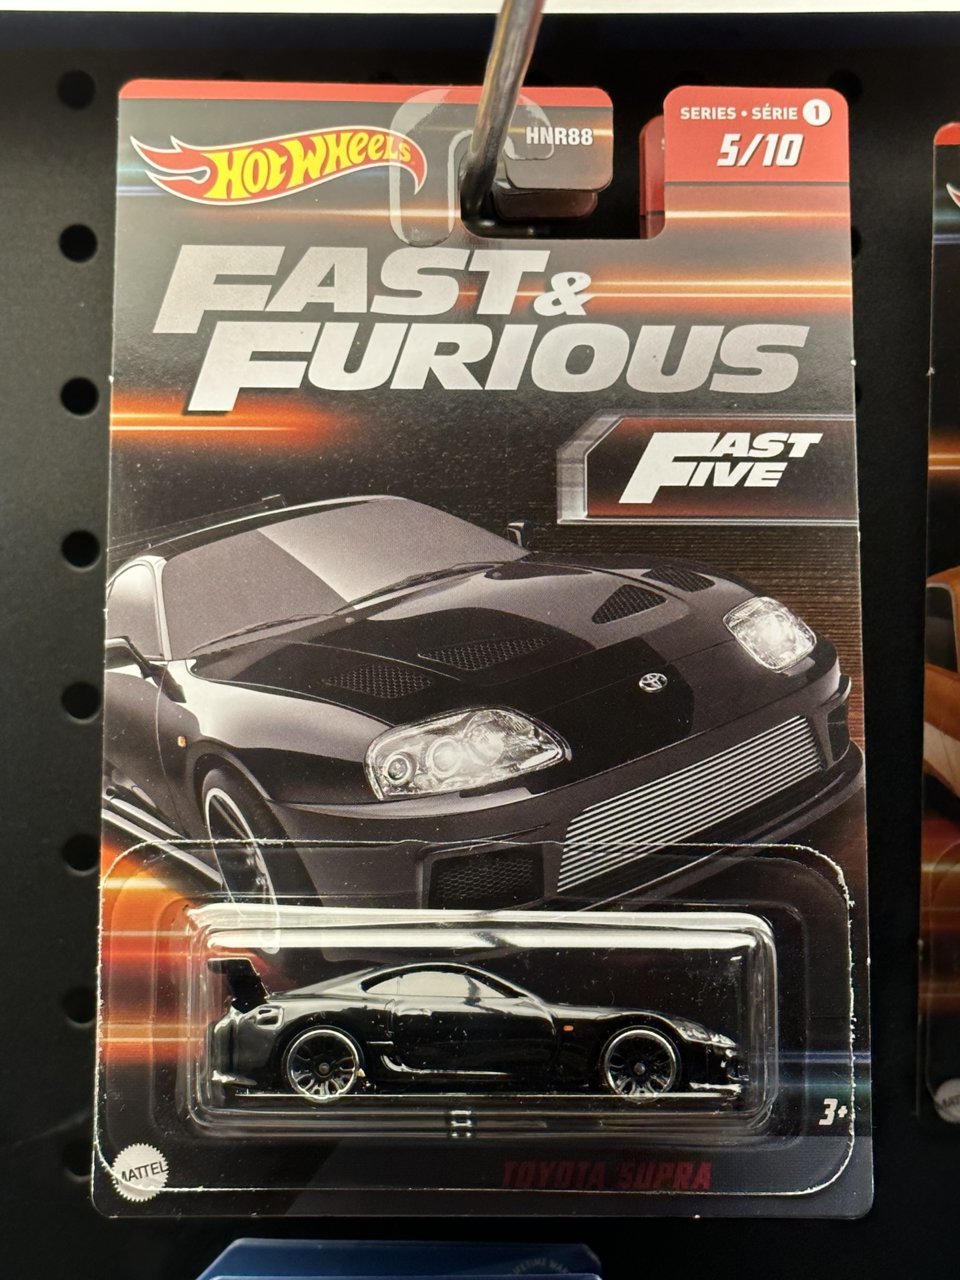 HOT WHEELS
HNR88
SERIES • SÉRIE 1
5/10
FAST &
FURIOUS
FAST
FIVE
3+
MATTEL
TOYOTA SUPRA